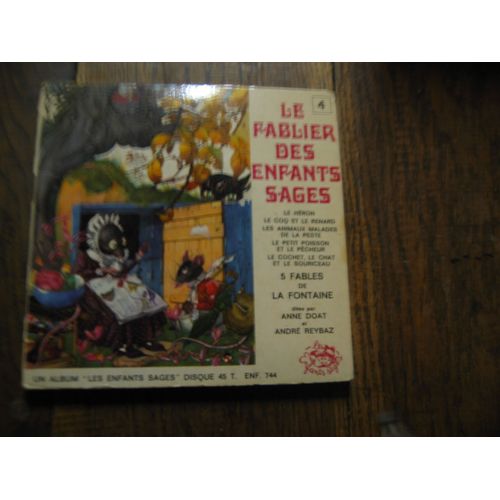 4
LE
FABLIER
DES
ENFANTS
SAGES
LE HÉRON
LE COQ ET LE RENARD
LES ANIMAUX MALADES
DE LA PESTE
LE PETIT POISSON
ET LE PÊCHEUR
LE COCHET, LE CHAT
ET LE SOURICEAU
5 FABLES
DE
LA FONTAINE
dites par
ANNE DOAT
et
ANDRÉ REYBAZ
UN ALBUM "LES ENFANTS SAGES" DISQUE 45 T. ENF. 744